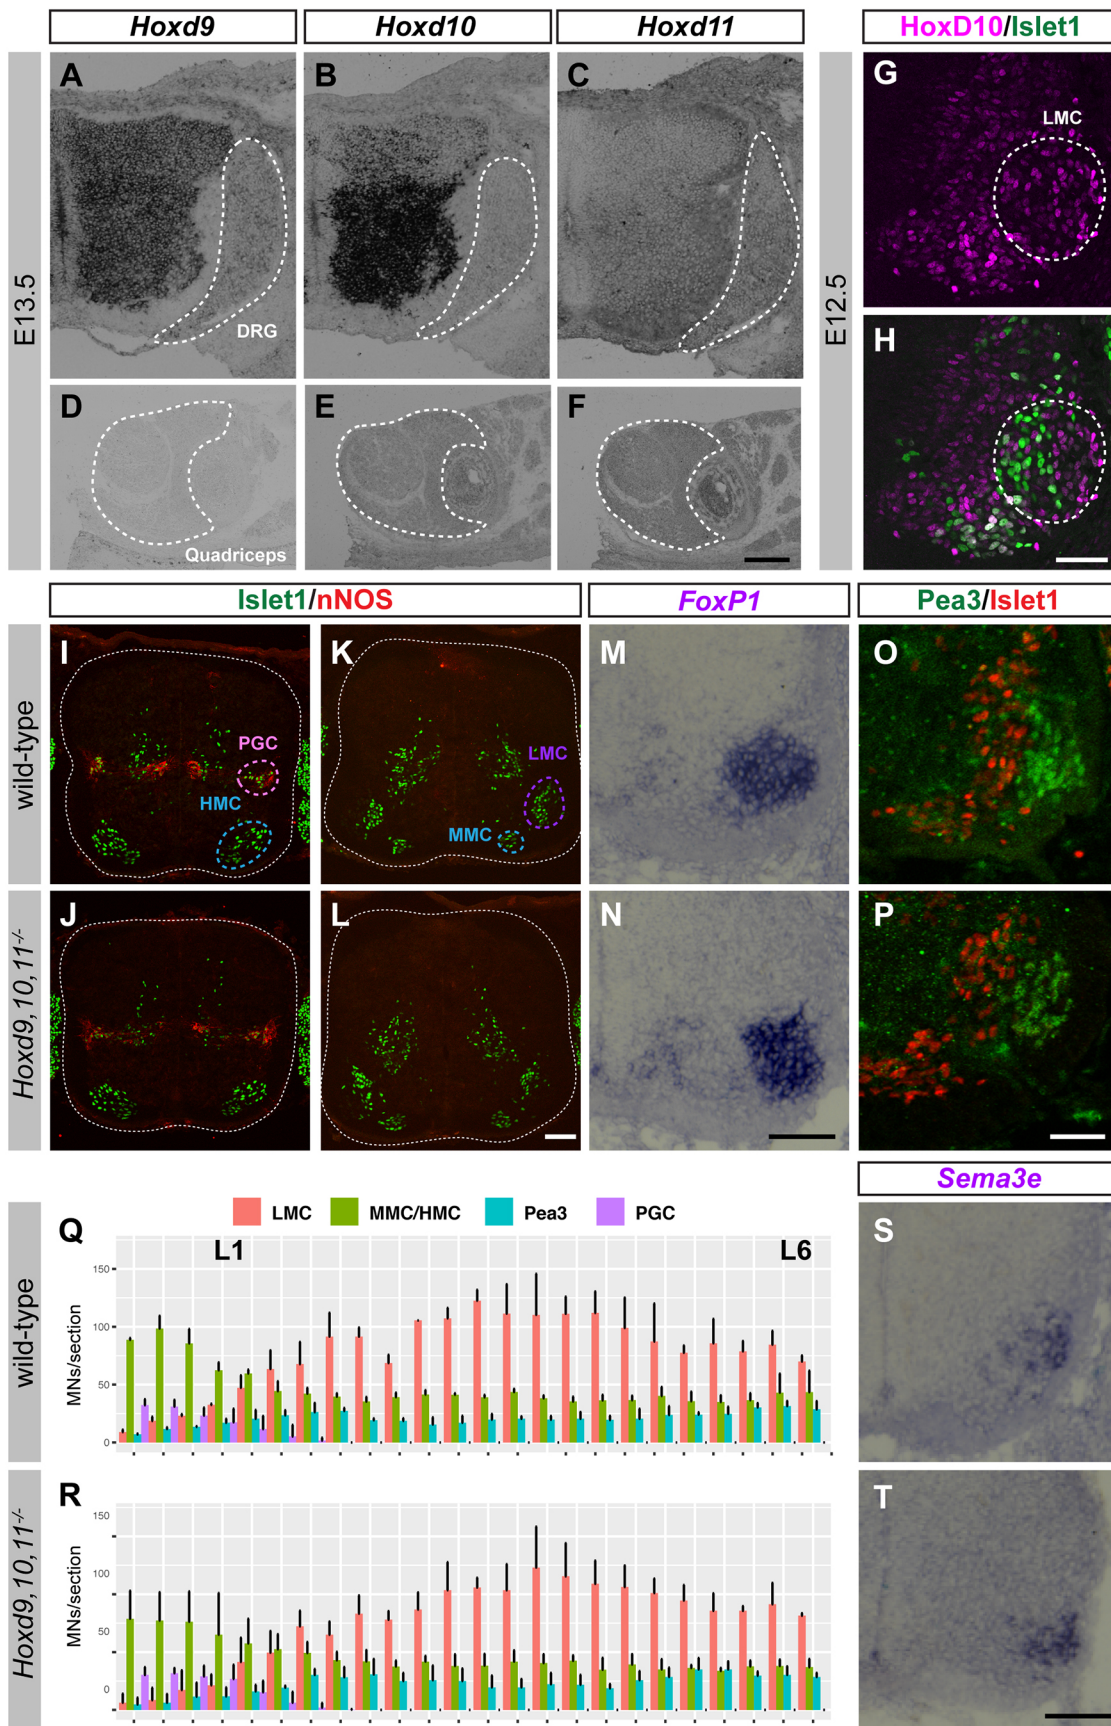 Hoxd9 Hoxd10 Hoxd11 HoxD10/Islet1
E13.5
A B C
DRG
D E F
Quadriceps
E12.5
G
LMC
H
Islet1/nNOS FoxP1 Pea3/Islet1
wild-type
I K M O
PGC
HMC
LMC
MMC
Hoxd9,10,11-/-
J L N P
Sema3e
LMC MMC/HMC Pea3 PGC
wild-type
Q L1 L6 S
150
100
50
0
MNs/section
Hoxd9,10,11-/-
R T
150
100
50
0
MNs/section